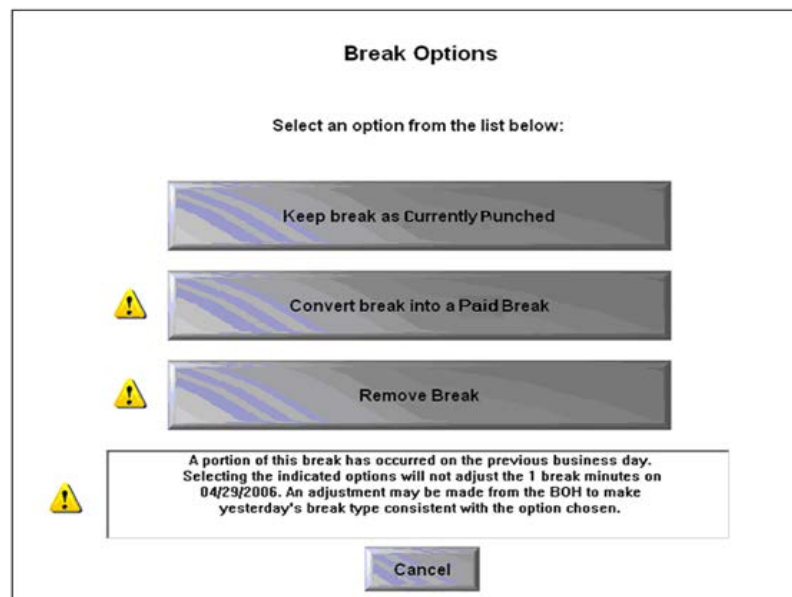 Break Options
Select an option from the list below:
Keep break as Currently Punched
Convert break into a Paid Break
Remove Break
A portion of this break has occurred on the previous business day.
Selecting the indicated options will not adjust the 1 break minutes on
04/29/2006. An adjustment may be made from the BOH to make
yesterday's break type consistent with the option chosen.
Cancel